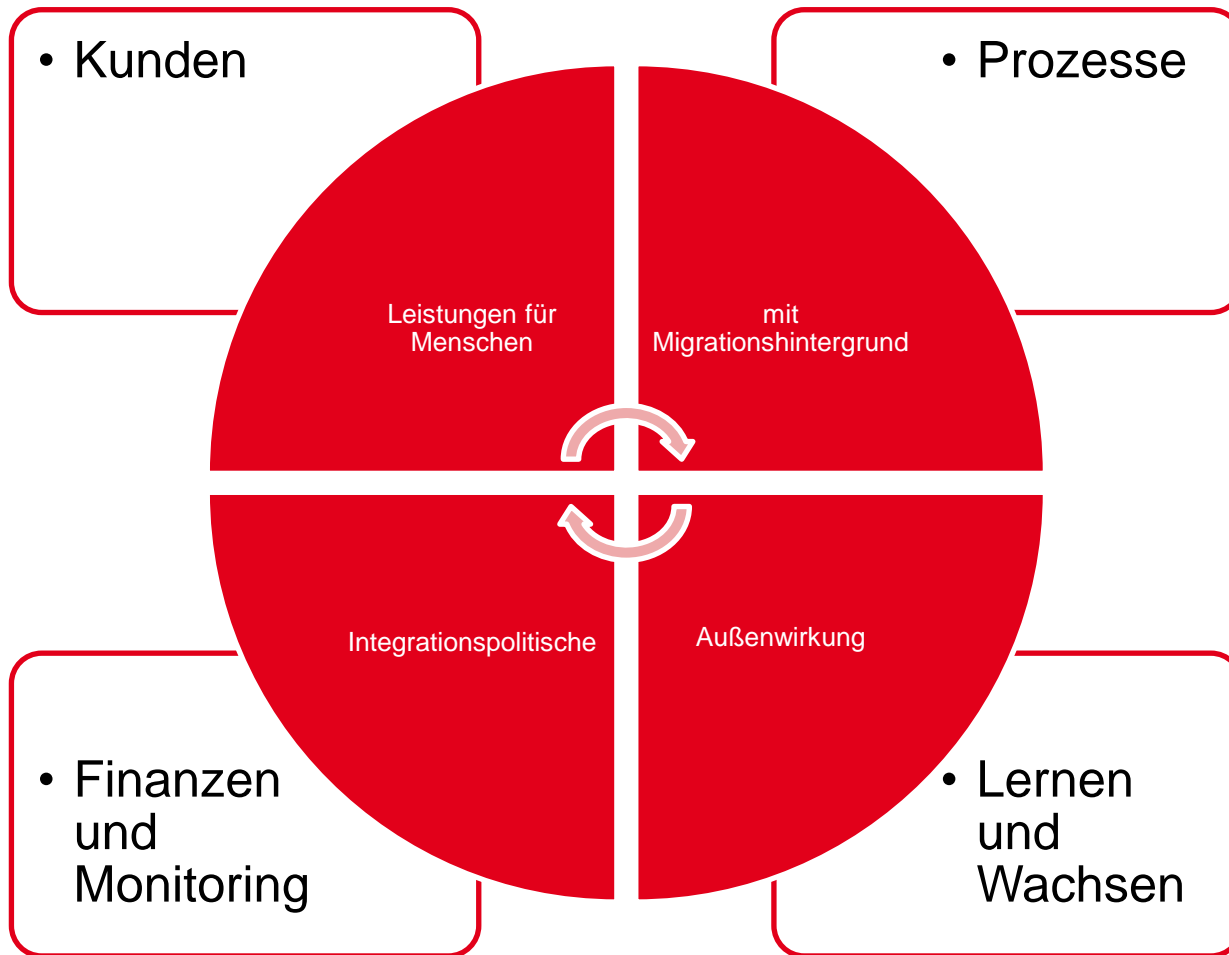 • Kunden
• Prozesse
Leistungen für
Menschen
mit
Migrationshintergrund
Integrationspolitische
Außenwirkung
• Finanzen
und
Monitoring
• Lernen
und
Wachsen